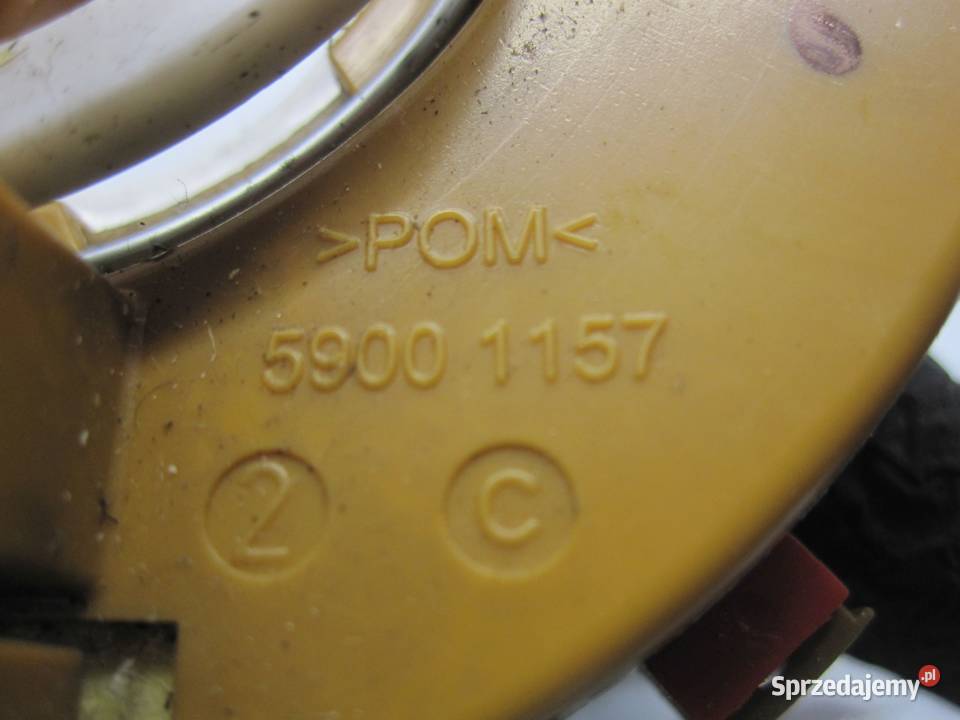 >POM<
5900 1157
2 C
Sprzedajemy.pl